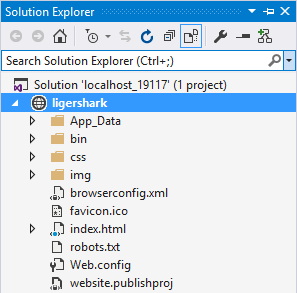 Solution Explorer
Search Solution Explorer (Ctrl+;)
Solution 'localhost_19117' (1 project)
ligershark
App_Data
bin
css
img
browserconfig.xml
favicon.ico
index.html
robots.txt
Web.config
website.publishproj